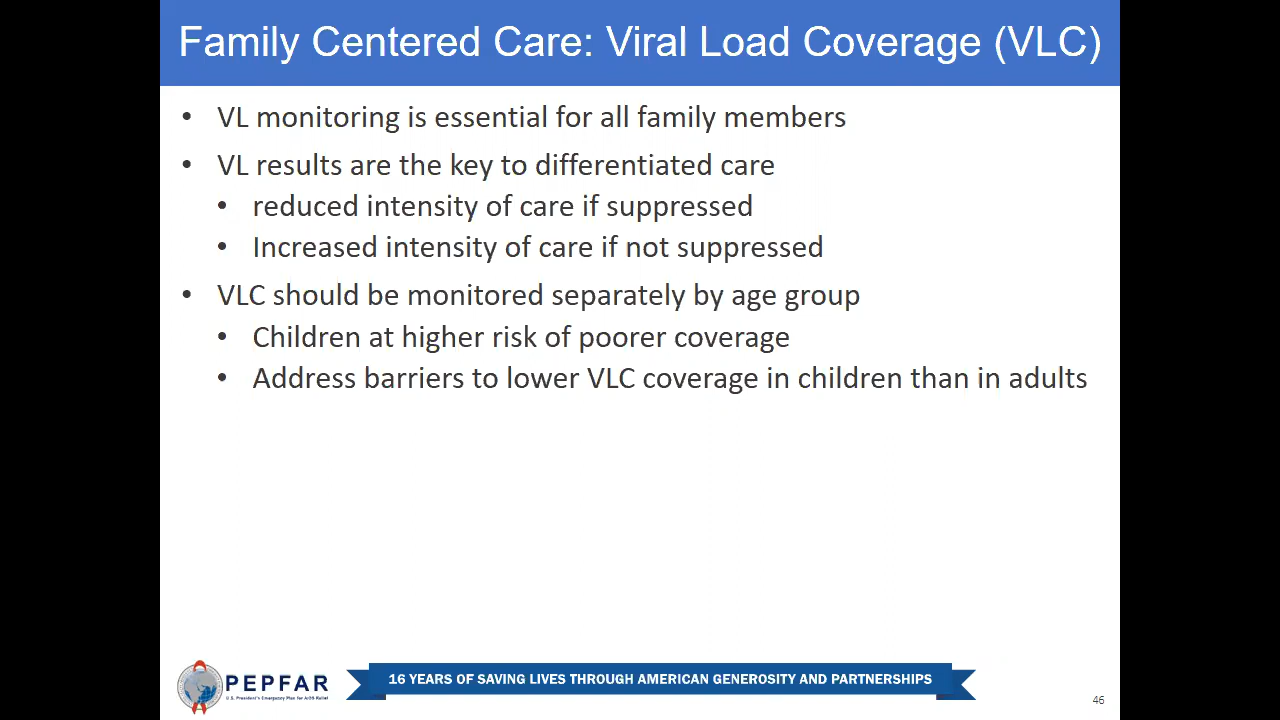 Family Centered Care: Viral Load Coverage (VLC)
• VL monitoring is essential for all family members
• VL results are the key to differentiated care
• reduced intensity of care if suppressed
• Increased intensity of care if not suppressed
• VLC should be monitored separately by age group
• Children at higher risk of poorer coverage
• Address barriers to lower VLC coverage in children than in adults
PEPFAR
U.S. President's Emergency Plan for AIDS Relief
16 YEARS OF SAVING LIVES THROUGH AMERICAN GENEROSITY AND PARTNERSHIPS
46